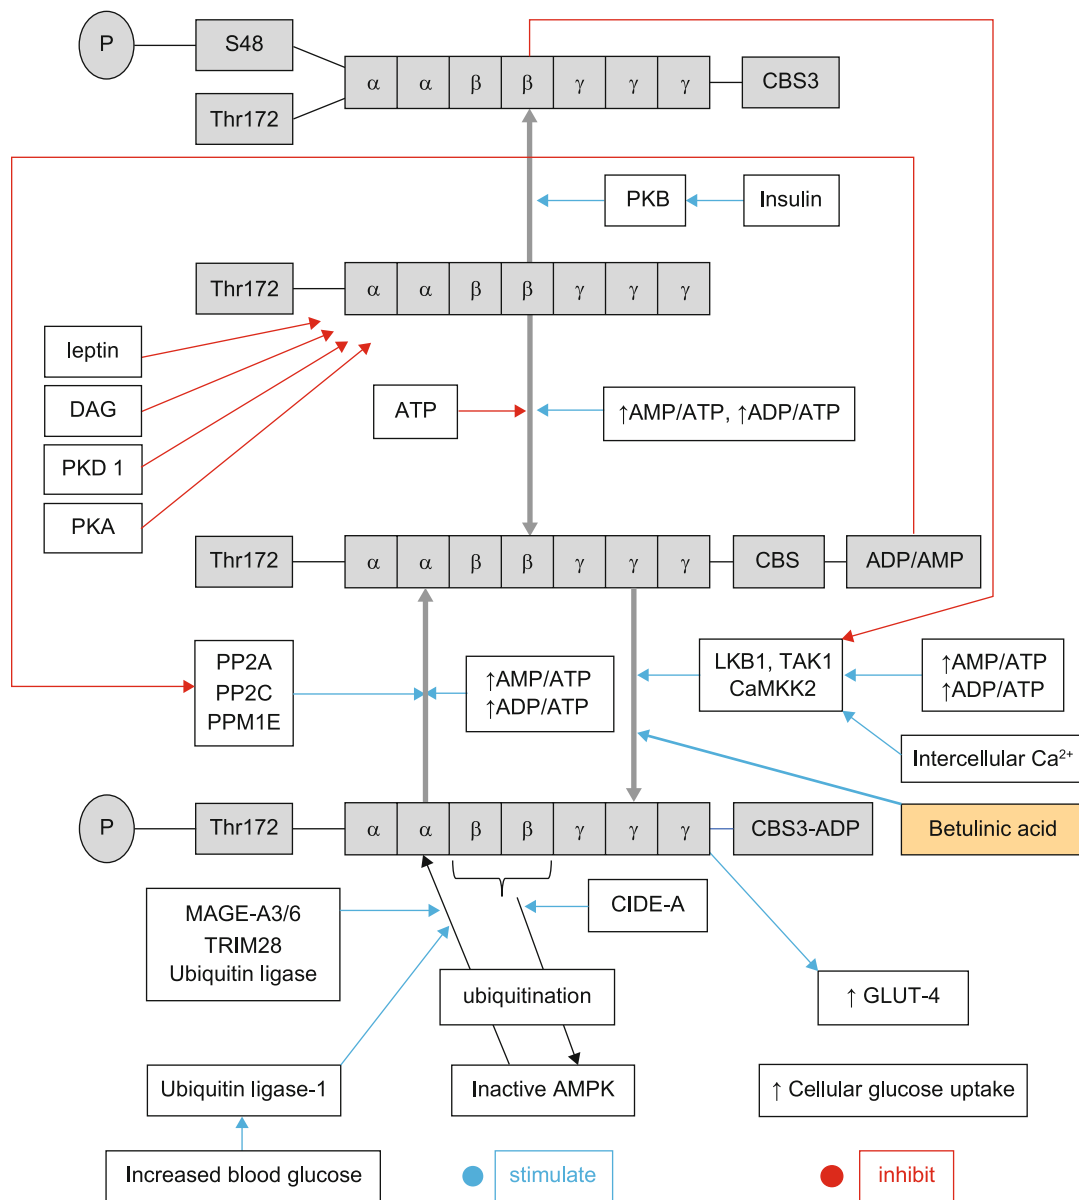 P
S48
α α β β γ γ γ
CBS3
Thr172
PKB
Insulin
Thr172
α α β β γ γ γ
leptin
DAG
PKD 1
PKA
ATP
↑AMP/ATP, ↑ADP/ATP
Thr172
α α β β γ γ γ
CBS
ADP/AMP
PP2A
PP2C
PPM1E
↑AMP/ATP
↑ADP/ATP
LKB1, TAK1
CaMKK2
↑AMP/ATP
↑ADP/ATP
Intercellular Ca²⁺
P
Thr172
α α β β γ γ γ
CBS3-ADP
Betulinic acid
MAGE-A3/6
TRIM28
Ubiquitin ligase
CIDE-A
ubiquitination
↑ GLUT-4
Ubiquitin ligase-1
Inactive AMPK
↑ Cellular glucose uptake
Increased blood glucose
stimulate
inhibit